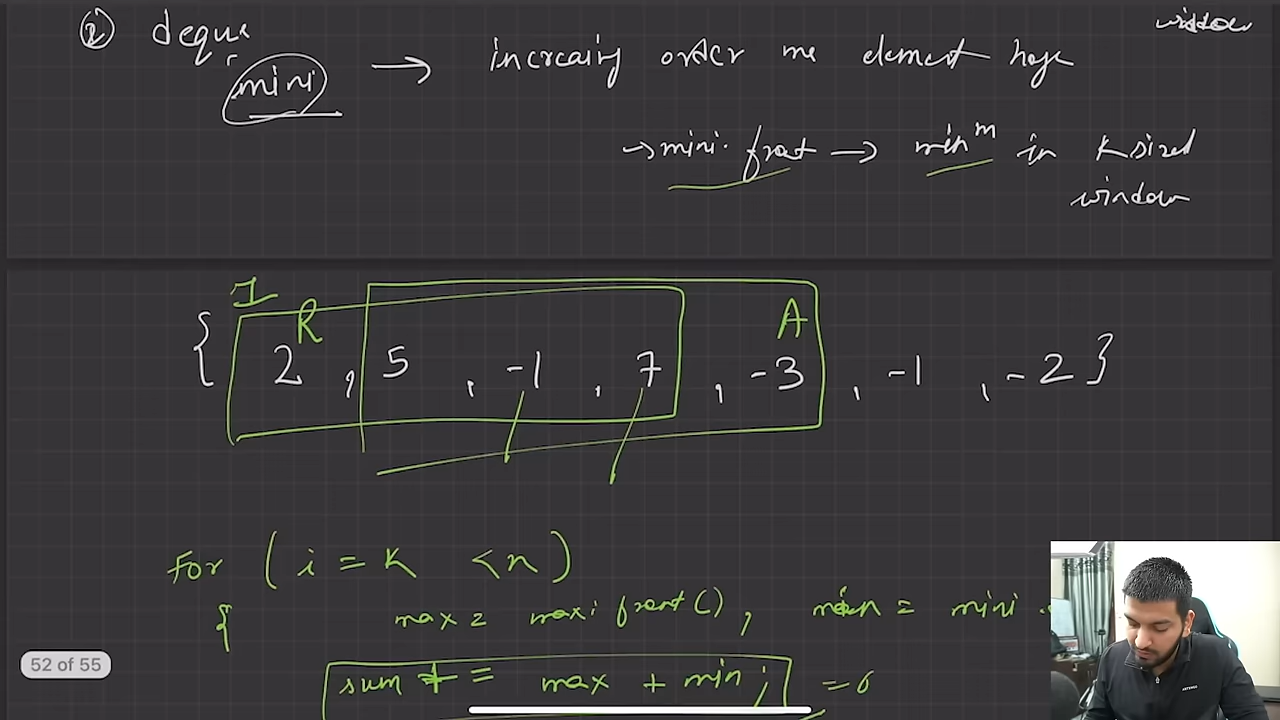 window
② deque
mini → increasing order me element hoge
→ mini. front → minᵐ in K sized
window
1
R A
{ 2 , 5 , -1 , 7 , -3 , -1 , -2 }
For ( i = K <n )
{ max = maxi front () , min = mini .
sum += max + min ; = 6
52 of 55